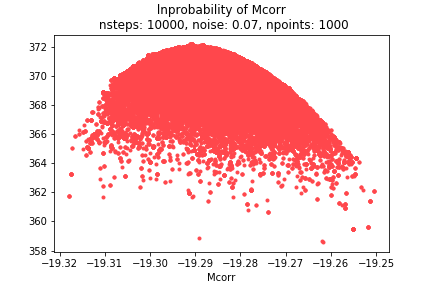 lnprobability of Mcorr
nsteps: 10000, noise: 0.07, npoints: 1000
372
370
368
366
364
362
360
358
−19.32 −19.31 −19.30 −19.29 −19.28 −19.27 −19.26 −19.25
Mcorr